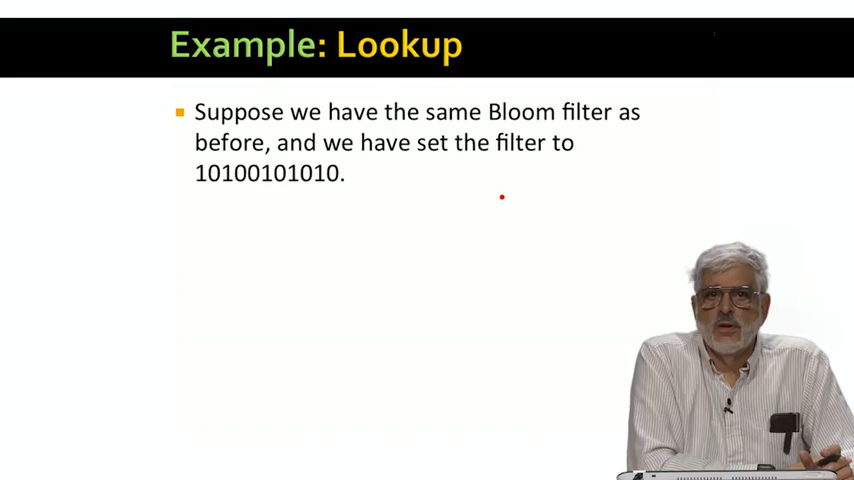 Example: Lookup
Suppose we have the same Bloom filter as
before, and we have set the filter to
10100101010.